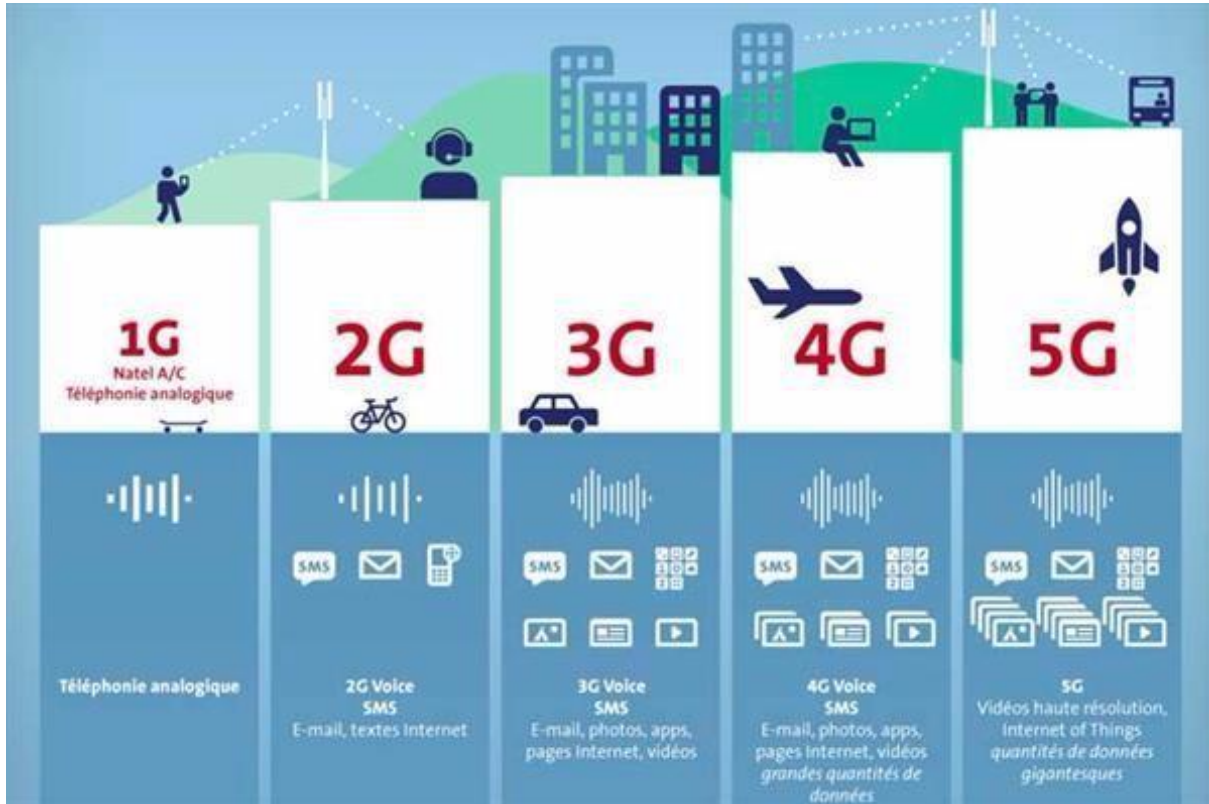 1G
Natel A/C
Téléphonie analogique
2G
3G
4G
5G
SMS
SMS
SMS
SMS
Téléphonie analogique
2G Voice
SMS
E-mail, textes Internet
3G Voice
SMS
E-mail, photos, apps,
pages Internet, vidéos
4G Voice
SMS
E-mail, photos, apps,
pages Internet, vidéos
grandes quantités de
données
5G
Vidéos haute résolution,
Internet of Things
quantités de données
gigantesques